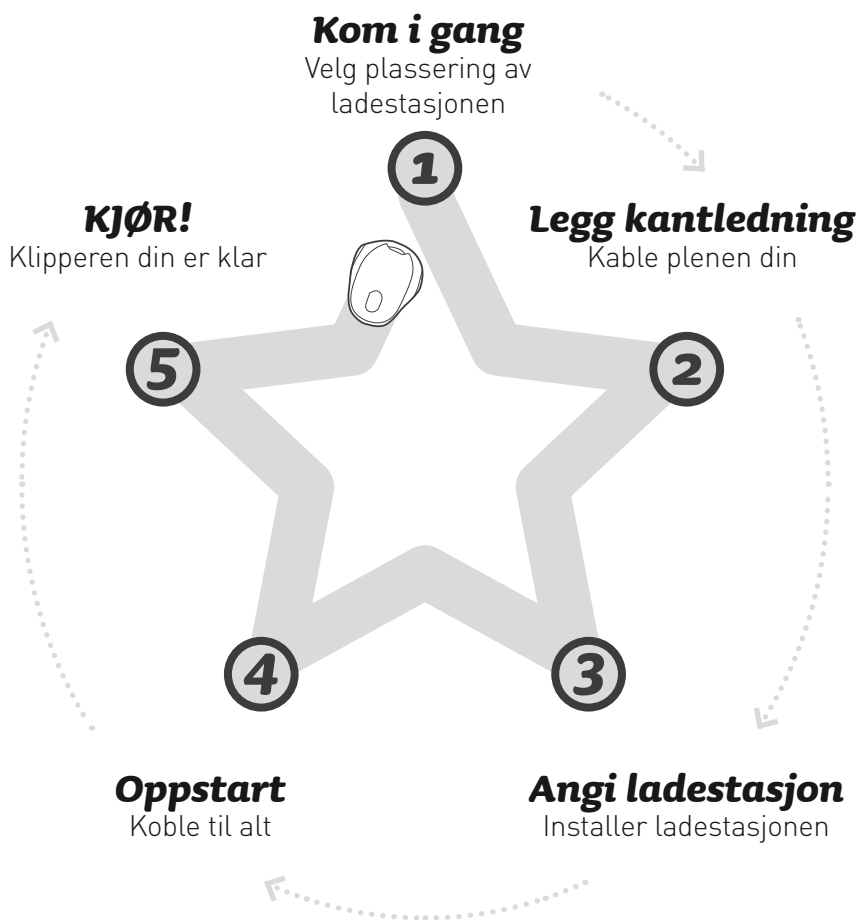 Kom i gang
Velg plassering av
ladestasjonen
1
Legg kantledning
Kable plenen din
2
3
Angi ladestasjon
Installer ladestasjonen
4
Oppstart
Koble til alt
KJØR!
Klipperen din er klar
5